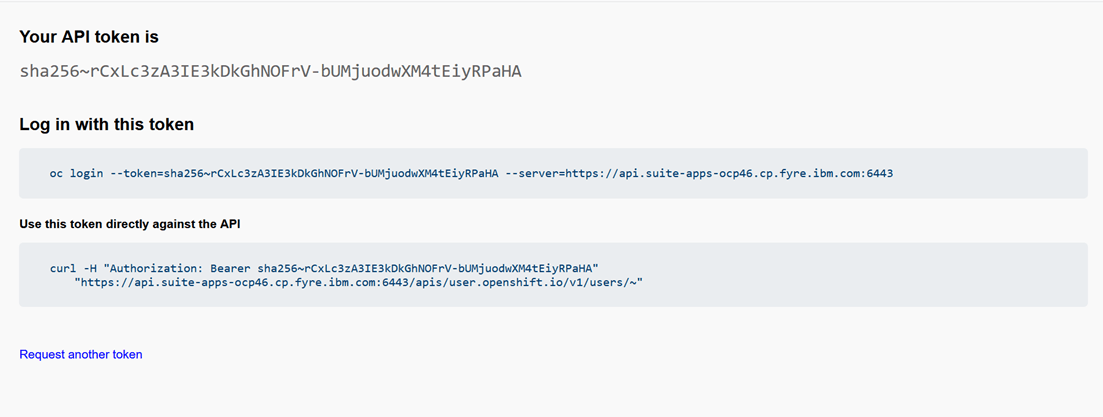 Your API token is
sha256~rCxLc3zA3IE3kDkGhNOFrV-bUMjuodwXM4tEiyRPaHA
Log in with this token
oc login --token=sha256~rCxLc3zA3IE3kDkGhNOFrV-bUMjuodwXM4tEiyRPaHA --server=https://api.suite-apps-ocp46.cp.fyre.ibm.com:6443
Use this token directly against the API
curl -H "Authorization: Bearer sha256~rCxLc3zA3IE3kDkGhNOFrV-bUMjuodwXM4tEiyRPaHA"
"https://api.suite-apps-ocp46.cp.fyre.ibm.com:6443/apis/user.openshift.io/v1/users/~"
Request another token